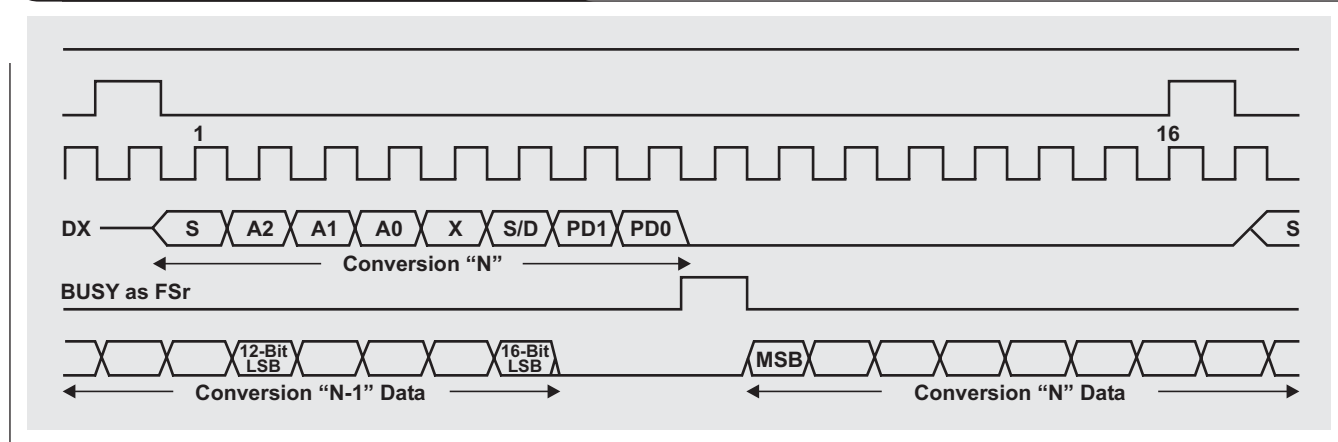 1 16
DX S A2 A1 A0 X S/D PD1 PD0 S
Conversion “N”
BUSY as FSr
12-Bit LSB 16-Bit LSB MSB
Conversion “N-1” Data Conversion “N” Data